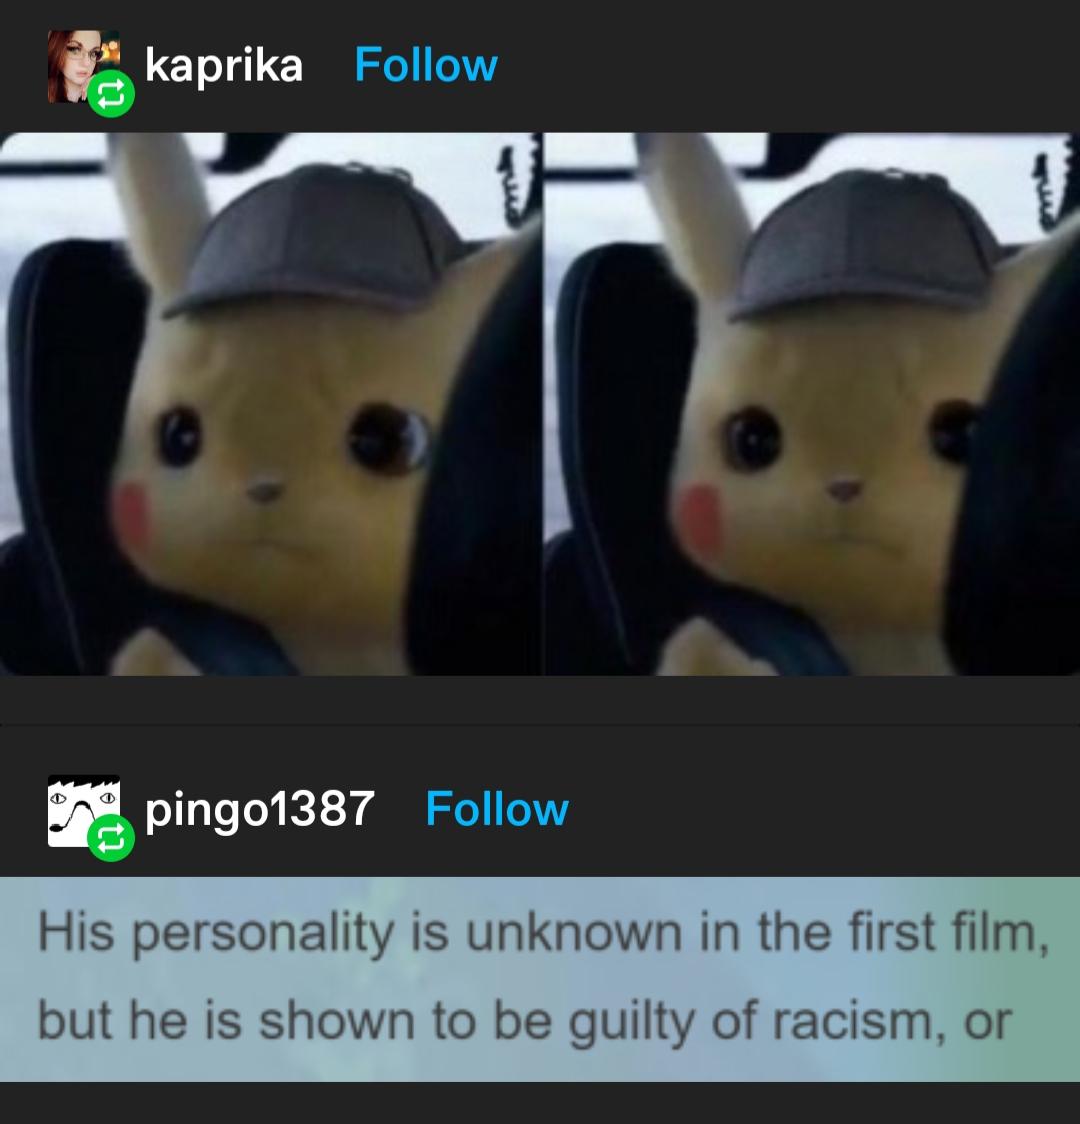 kaprika Follow
pingo1387 Follow
His personality is unknown in the first film,
but he is shown to be guilty of racism, or